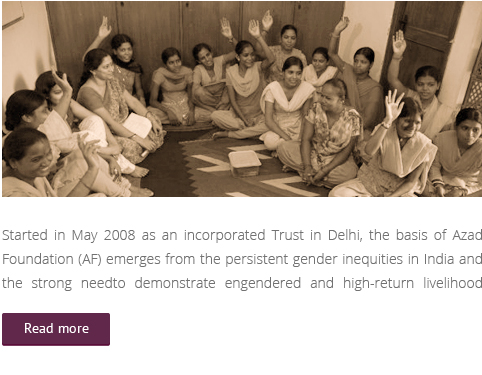 Started in May 2008 as an incorporated Trust in Delhi, the basis of Azad
Foundation (AF) emerges from the persistent gender inequities in India and
the strong needto demonstrate engendered and high-return livelihood
Read more